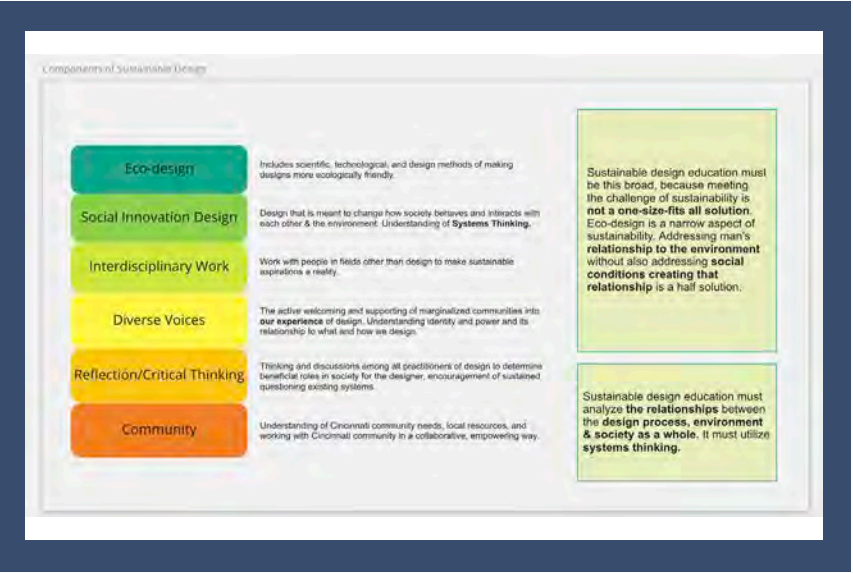 Components of Sustainable Design
Eco-design
Includes scientific, technological, and design methods of making
designs more ecologically friendly.
Social Innovation Design
Design that is meant to change how society behaves and interacts with
each other & the environment. Understanding of Systems Thinking.
Interdisciplinary Work
Work with people in fields other than design to make sustainable
aspirations a reality.
Diverse Voices
The active welcoming and supporting of marginalized communities into
our experience of design. Understanding identity and power and its
relationship to what and how we design.
Reflection/Critical Thinking
Thinking and discussions among all practitioners of design to determine
beneficial roles in society for the designer, encouragement of sustained
questioning existing systems.
Community
Understanding of Cincinnati community needs, local resources, and
working with Cincinnati community in a collaborative, empowering way.
Sustainable design education must
be this broad, because meeting
the challenge of sustainability is
not a one-size-fits all solution.
Eco-design is a narrow aspect of
sustainability. Addressing man's
relationship to the environment
without also addressing social
conditions creating that
relationship is a half solution.
Sustainable design education must
analyze the relationships between
the design process, environment
& society as a whole. It must utilize
systems thinking.